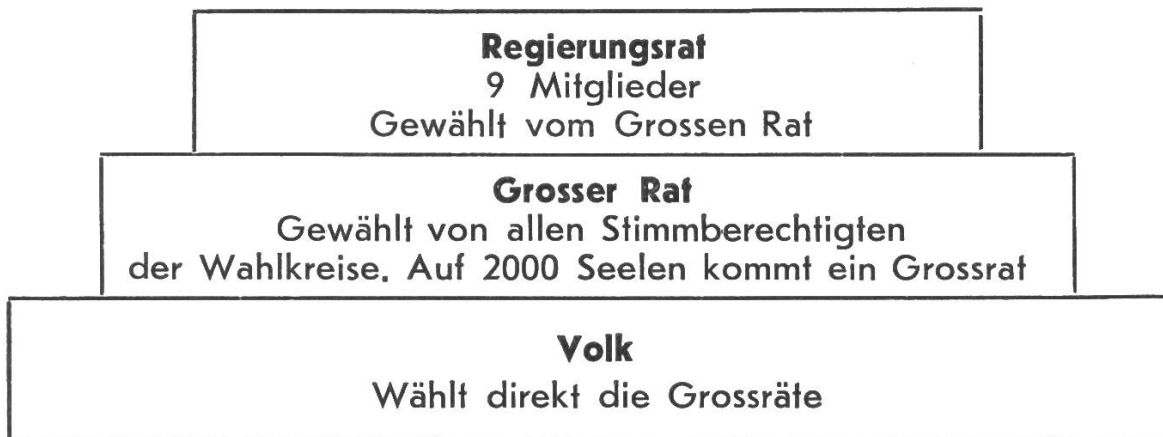 Regierungsrat
9 Mitglieder
Gewählt vom Grossen Rat
Grosser Rat
Gewählt von allen Stimmberechtigten
der Wahlkreise. Auf 2000 Seelen kommt ein Grossrat
Volk
Wählt direkt die Grossräte